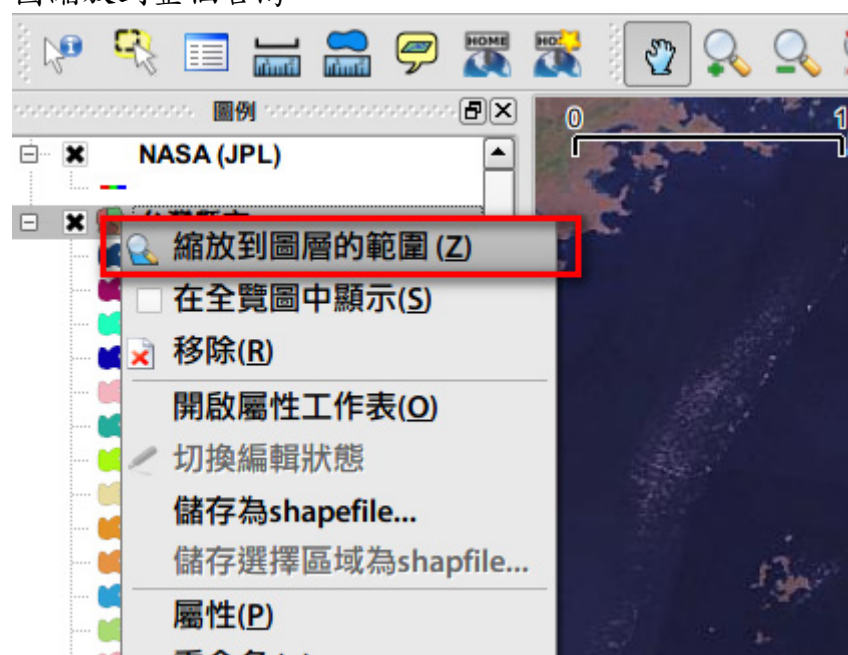 HOME
圖例
0
1
NASA (JPL)
縮放到圖層的範圍 (Z)
在全覽圖中顯示(S)
移除(R)
開啟屬性工作表(O)
切換編輯狀態
儲存為shapefile...
儲存選擇區域為shapfile...
屬性(P)